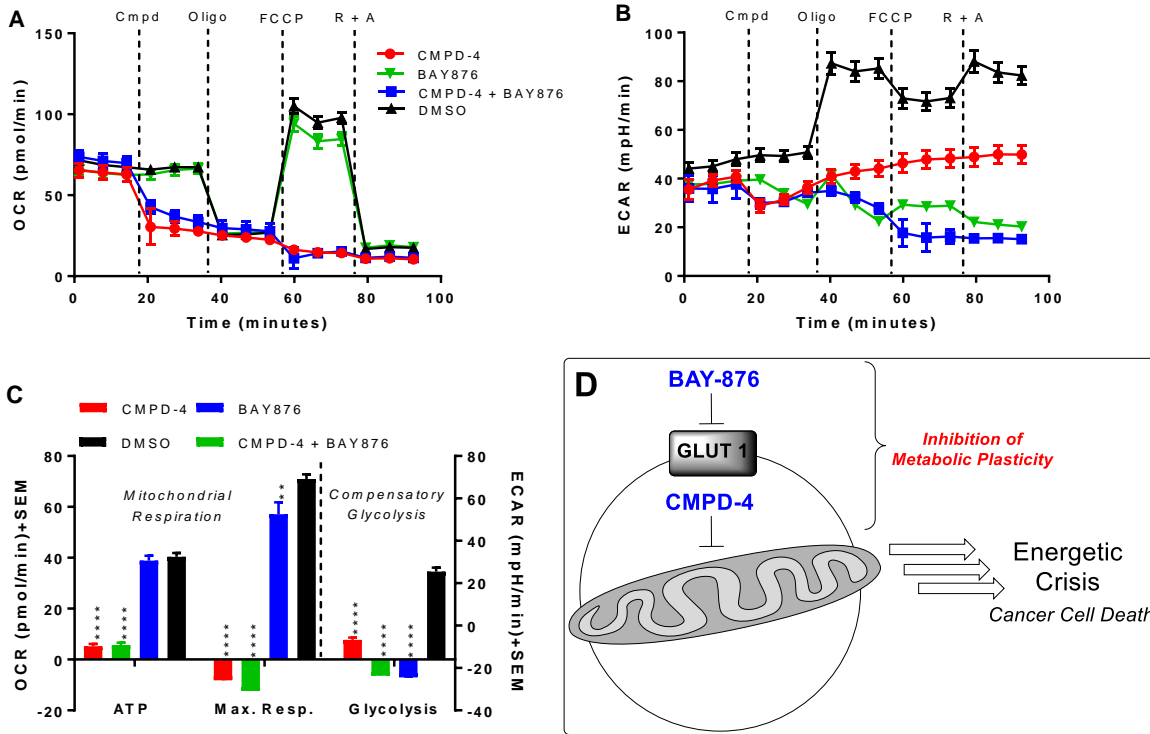 A
Cmpd Oligo FCCP R + A
150
100
50
0
OCR (pmol/min)
0 20 40 60 80 100
Time (minutes)
CMPD-4
BAY876
CMPD-4 + BAY876
DMSO
B
Cmpd Oligo FCCP R + A
100
80
60
40
20
0
ECAR (mpH/min)
0 20 40 60 80 100
Time (minutes)
C
CMPD-4 BAY876
DMSO CMPD-4 + BAY876
80
60
40
20
0
-20
OCR (pmol/min)+SEM
Mitochondrial
Respiration
Compensatory
Glycolysis
**** **** **** **** ** **** **** ****
80
60
40
20
0
-20
-40
ECAR (mpH/min)+SEM
ATP Max. Resp. Glycolysis
D
BAY-876
GLUT 1
CMPD-4
Inhibition of
Metabolic Plasticity
Energetic
Crisis
Cancer Cell Death